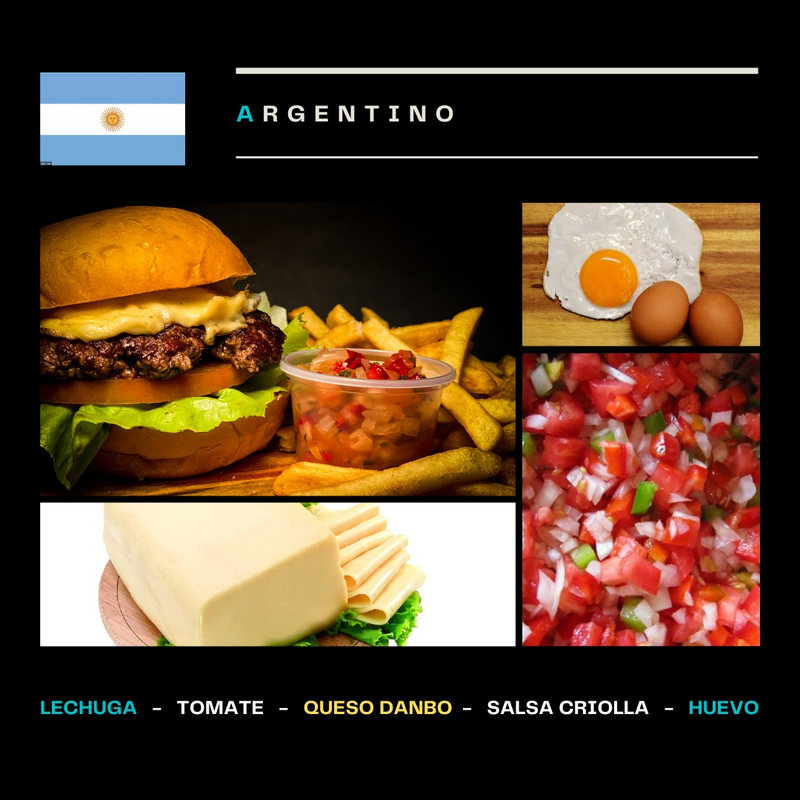 ARGENTINO
LECHUGA - TOMATE - QUESO DANBO - SALSA CRIOLLA - HUEVO